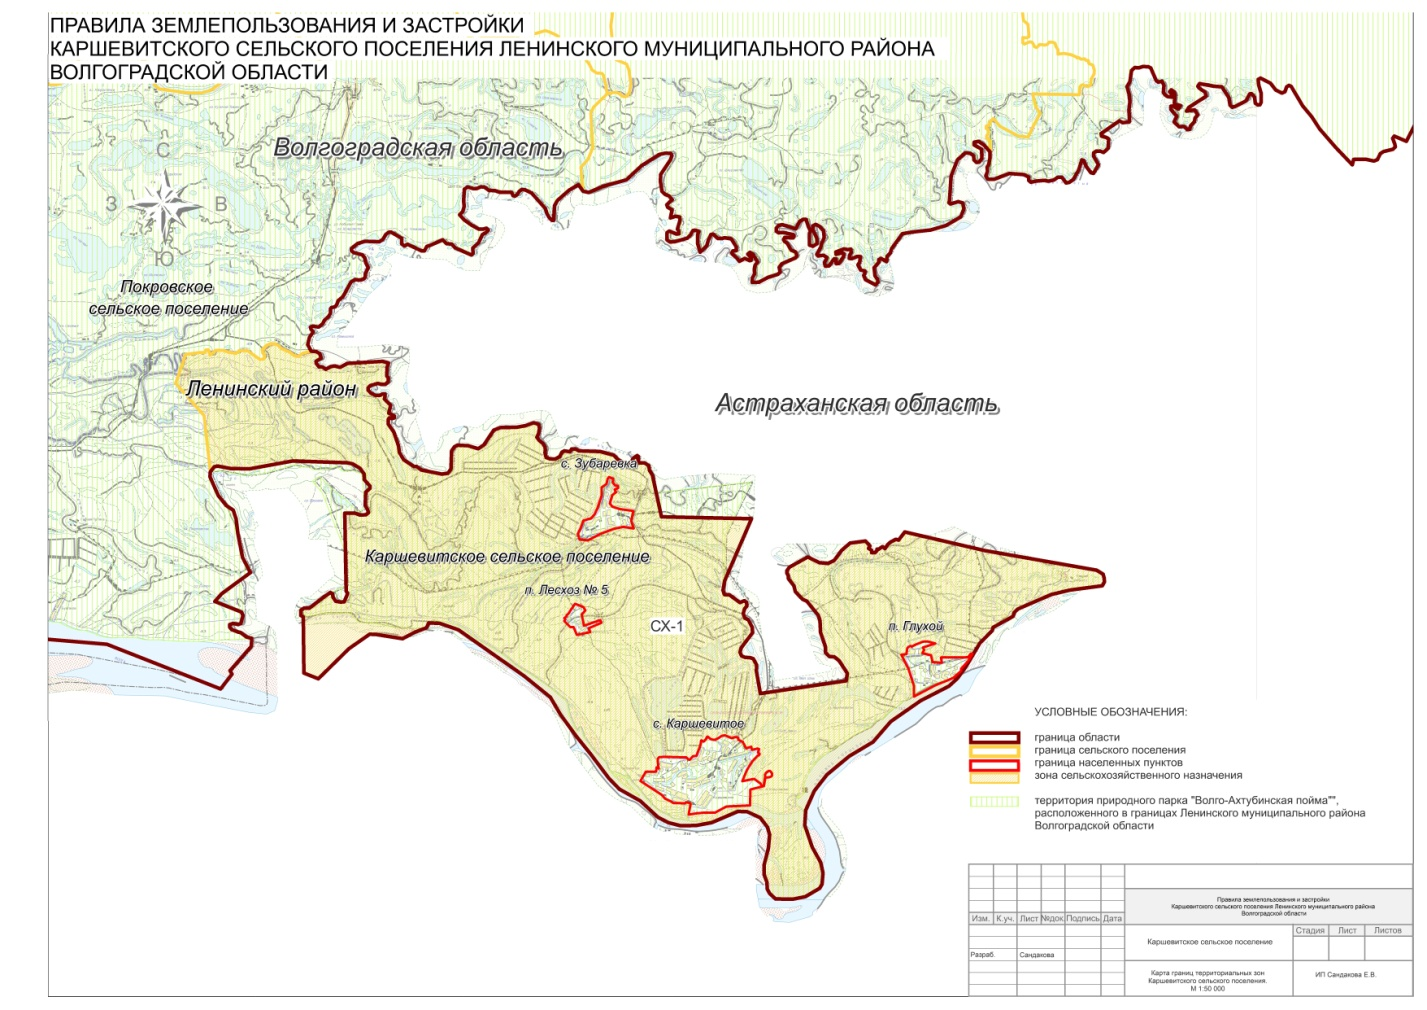 ПРАВИЛА ЗЕМЛЕПОЛЬЗОВАНИЯ И ЗАСТРОЙКИ
КАРШЕВИТСКОГО СЕЛЬСКОГО ПОСЕЛЕНИЯ ЛЕНИНСКОГО МУНИЦИПАЛЬНОГО РАЙОНА
ВОЛГОГРАДСКОЙ ОБЛАСТИ
Волгоградская область
С
З
В
Ю
Покровское
сельское поселение
Ленинский район
Астраханская область
с. Зубаревка
Каршевитское сельское поселение
п. Лесхоз № 5
СХ-1
п. Глухой
с. Каршевитое
УСЛОВНЫЕ ОБОЗНАЧЕНИЯ:
граница области
граница сельского поселения
граница населенных пунктов
зона сельскохозяйственного назначения
территория природного парка "Волго-Ахтубинская пойма"",
расположенного в границах Ленинского муниципального района
Волгоградской области
Правила землепользования и застройки
Каршевитского сельского поселения Ленинского муниципального района
Волгоградской области
Изм. К.уч. Лист №док Подпись Дата
Каршевитское сельское поселение
Стадия Лист Листов
Разраб. Сандакова
Карта границ территориальных зон
Каршевитского сельского поселения.
М 1:50 000
ИП Сандакова Е.В.